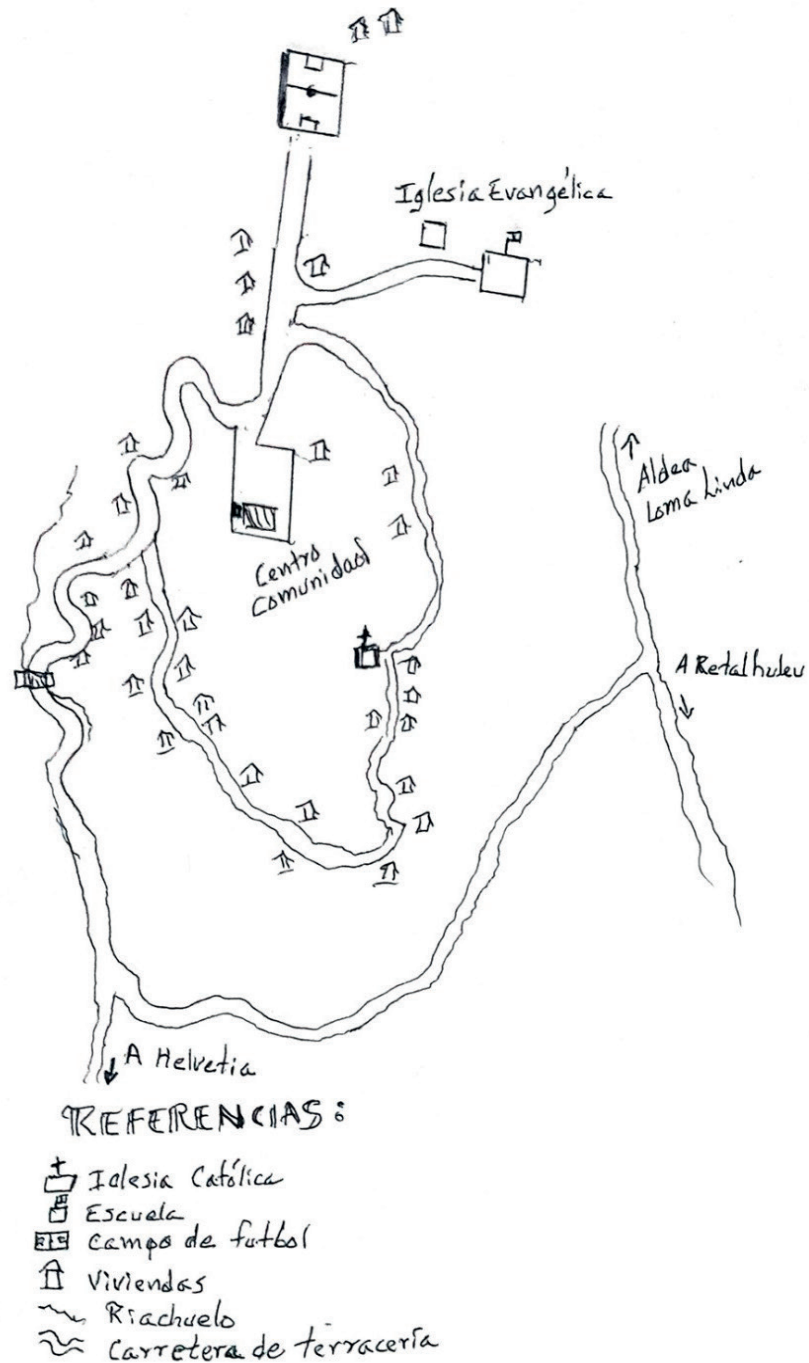 Iglesia Evangélica
Aldea
Loma Linda
Centro
Comunidad
A Retalhuleu
A Helvetia
REFERENCIAS:
Iglesia Católica
Escuela
Campo de futbol
Viviendas
Riachuelo
Carretera de terracería